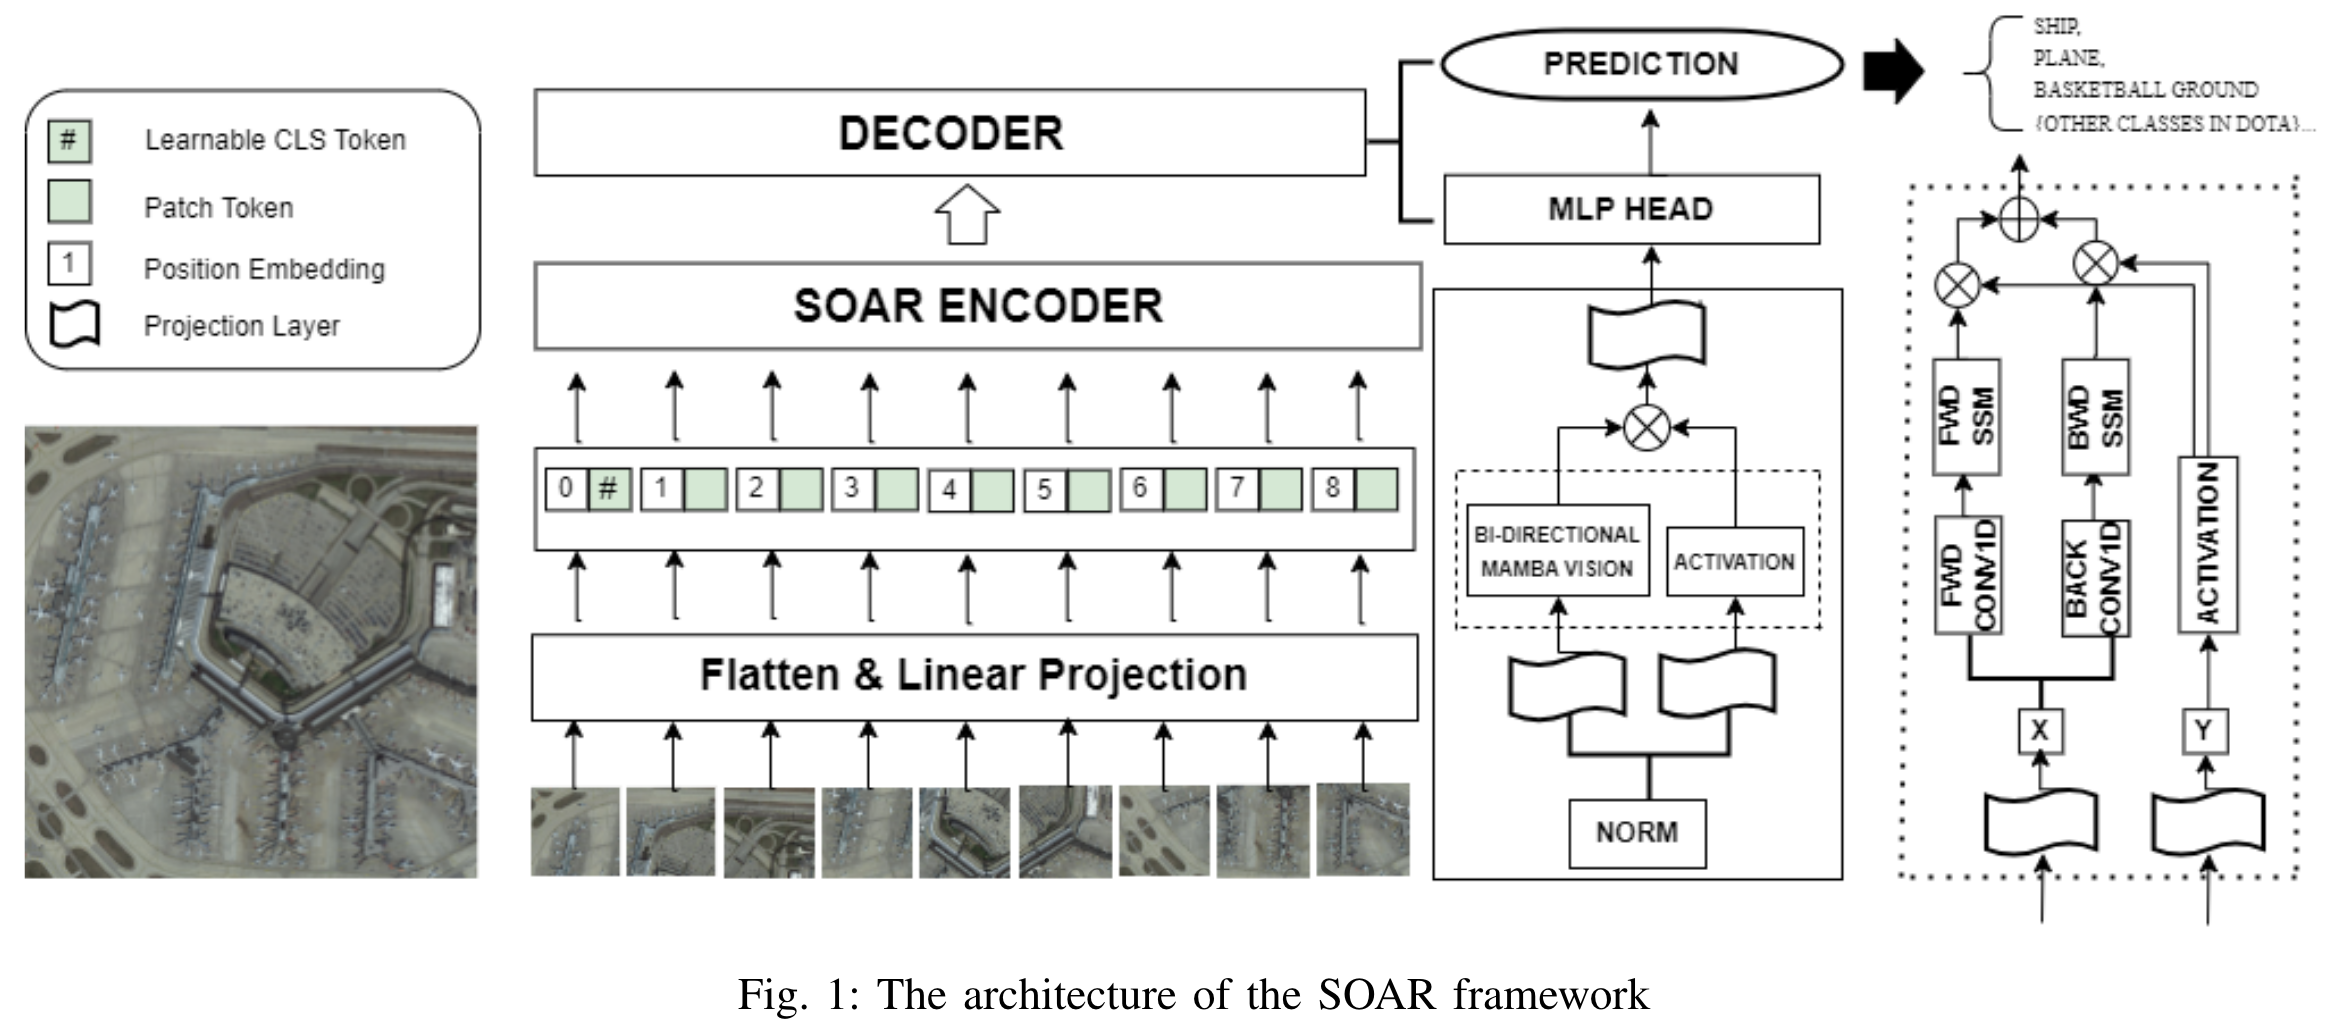 #
Learnable CLS Token
Patch Token
1
Position Embedding
Projection Layer
DECODER
SOAR ENCODER
0 # 1 2 3 4 5 6 7 8
Flatten & Linear Projection
PREDICTION
MLP HEAD
BI-DIRECTIONAL
MAMBA VISION
ACTIVATION
NORM
SHIP,
PLANE,
BASKETBALL GROUND
{OTHER CLASSES IN DOTA}...
FWD
SSM
BWD
SSM
FWD
CONV1D
BACK
CONV1D
ACTIVATION
X
Y
Fig. 1: The architecture of the SOAR framework